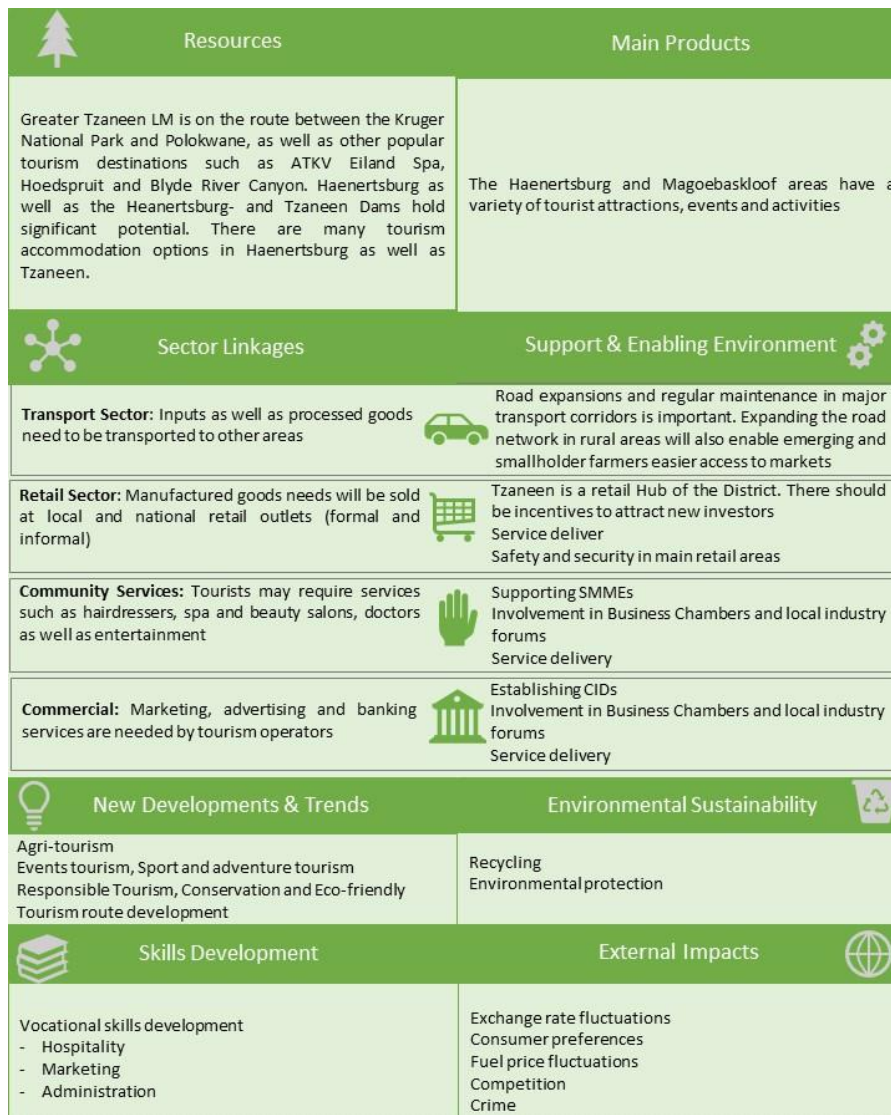 Resources
Main Products
Greater Tzaneen LM is on the route between the Kruger
National Park and Polokwane, as well as other popular
tourism destinations such as ATKV Eiland Spa,
Hoedspruit and Blyde River Canyon. Haenertsburg as
well as the Heanertsburg- and Tzaneen Dams hold
significant potential. There are many tourism
accommodation options in Haenertsburg as well as
Tzaneen.
The Haenertsburg and Magoebaskloof areas have a
variety of tourist attractions, events and activities
Sector Linkages
Support & Enabling Environment
Transport Sector: Inputs as well as processed goods
need to be transported to other areas
Road expansions and regular maintenance in major
transport corridors is important. Expanding the road
network in rural areas will also enable emerging and
smallholder farmers easier access to markets
Retail Sector: Manufactured goods needs will be sold
at local and national retail outlets (formal and
informal)
Tzaneen is a retail Hub of the District. There should
be incentives to attract new investors
Service deliver
Safety and security in main retail areas
Community Services: Tourists may require services
such as hairdressers, spa and beauty salons, doctors
as well as entertainment
Supporting SMMEs
Involvement in Business Chambers and local industry
forums
Service delivery
Commercial: Marketing, advertising and banking
services are needed by tourism operators
Establishing CIDs
Involvement in Business Chambers and local industry
forums
Service delivery
New Developments & Trends
Environmental Sustainability
Agri-tourism
Events tourism, Sport and adventure tourism
Responsible Tourism, Conservation and Eco-friendly
Tourism route development
Recycling
Environmental protection
Skills Development
External Impacts
Vocational skills development
- Hospitality
- Marketing
- Administration
Exchange rate fluctuations
Consumer preferences
Fuel price fluctuations
Competition
Crime